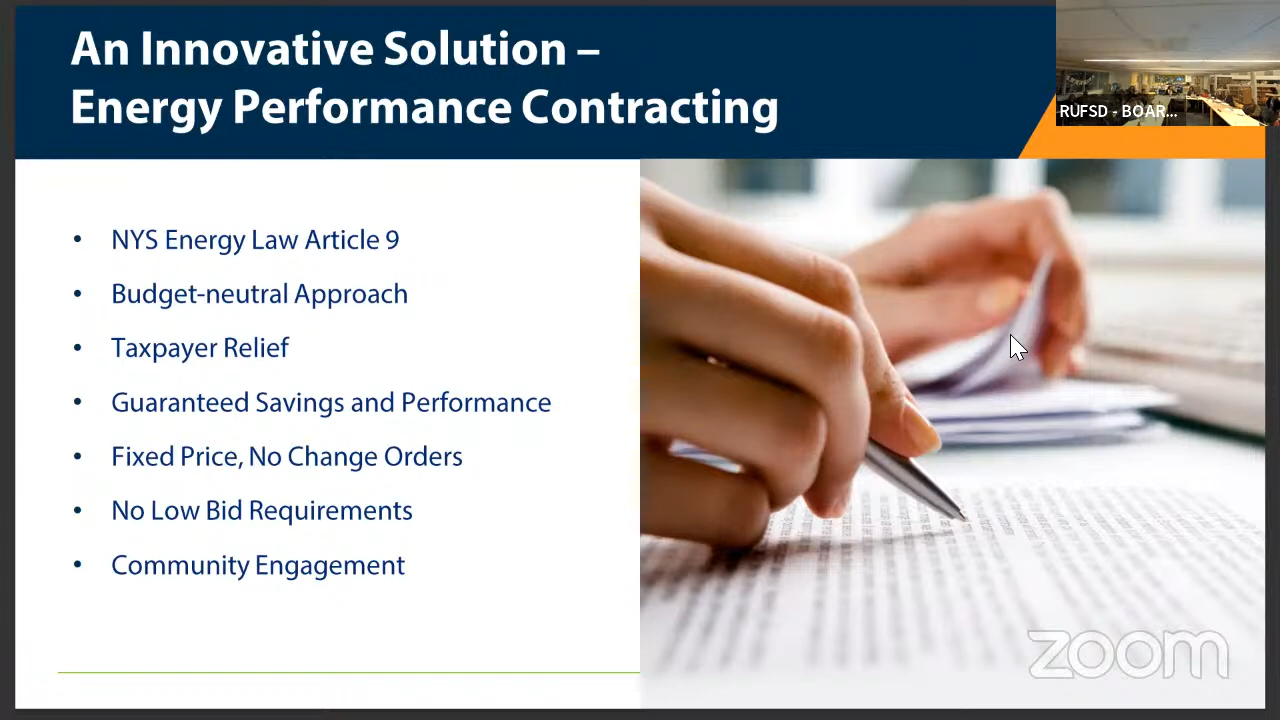 An Innovative Solution –
Energy Performance Contracting
RUFSD - BOAR...
• NYS Energy Law Article 9
• Budget-neutral Approach
• Taxpayer Relief
• Guaranteed Savings and Performance
• Fixed Price, No Change Orders
• No Low Bid Requirements
• Community Engagement
zoom